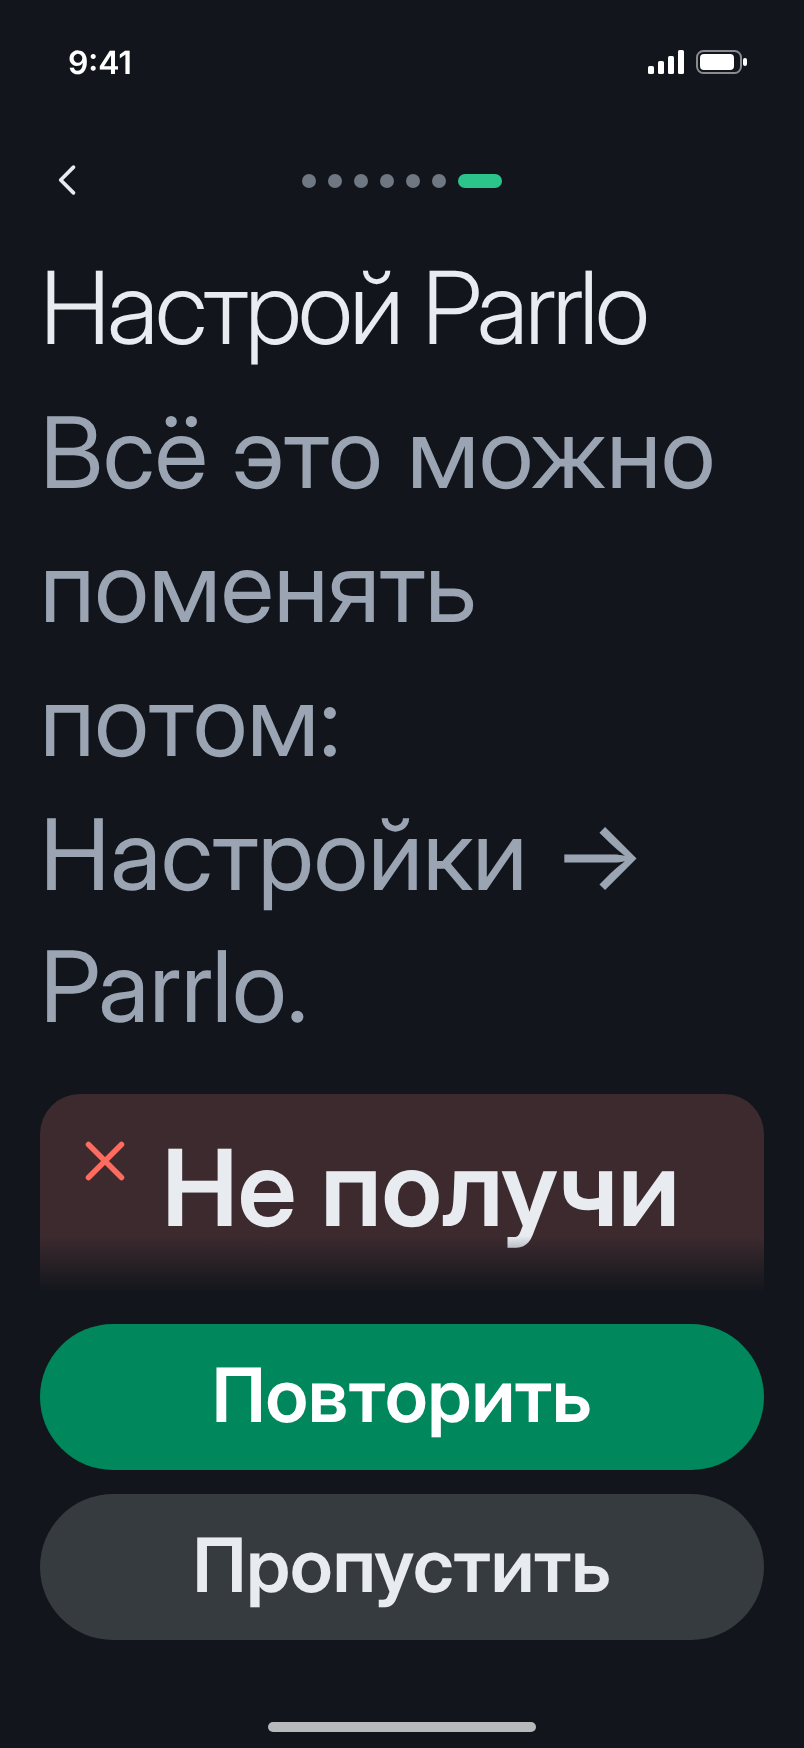 9:41
Настрой Parrlo
Всё это можно
поменять
потом:
Настройки →
Parrlo.
Не получи
Повторить
Пропустить